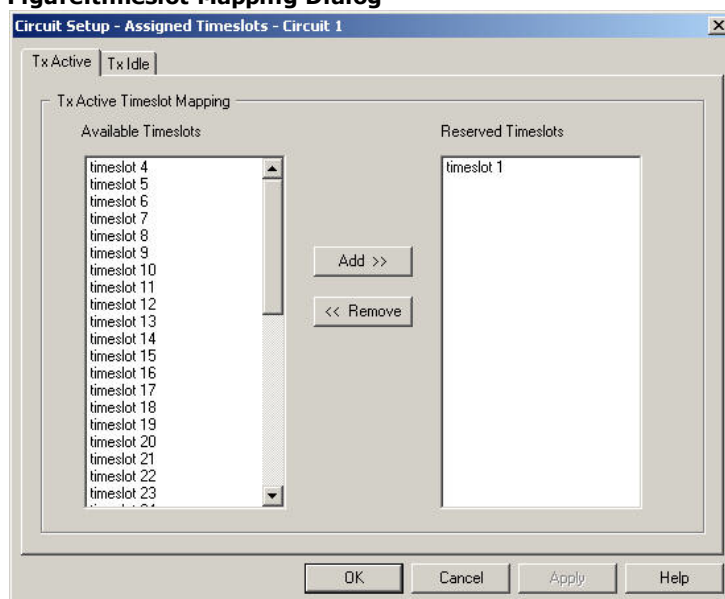 Figure:timeslot Mapping Dialog
Circuit Setup - Assigned Timeslots - Circuit 1
Tx Active
Tx Idle
Tx Active Timeslot Mapping
Available Timeslots
Reserved Timeslots
timeslot 4
timeslot 5
timeslot 6
timeslot 7
timeslot 8
timeslot 9
timeslot 10
timeslot 11
timeslot 12
timeslot 13
timeslot 14
timeslot 15
timeslot 16
timeslot 17
timeslot 18
timeslot 19
timeslot 20
timeslot 21
timeslot 22
timeslot 23
timeslot 1
Add >>
<< Remove
OK
Cancel
Apply
Help